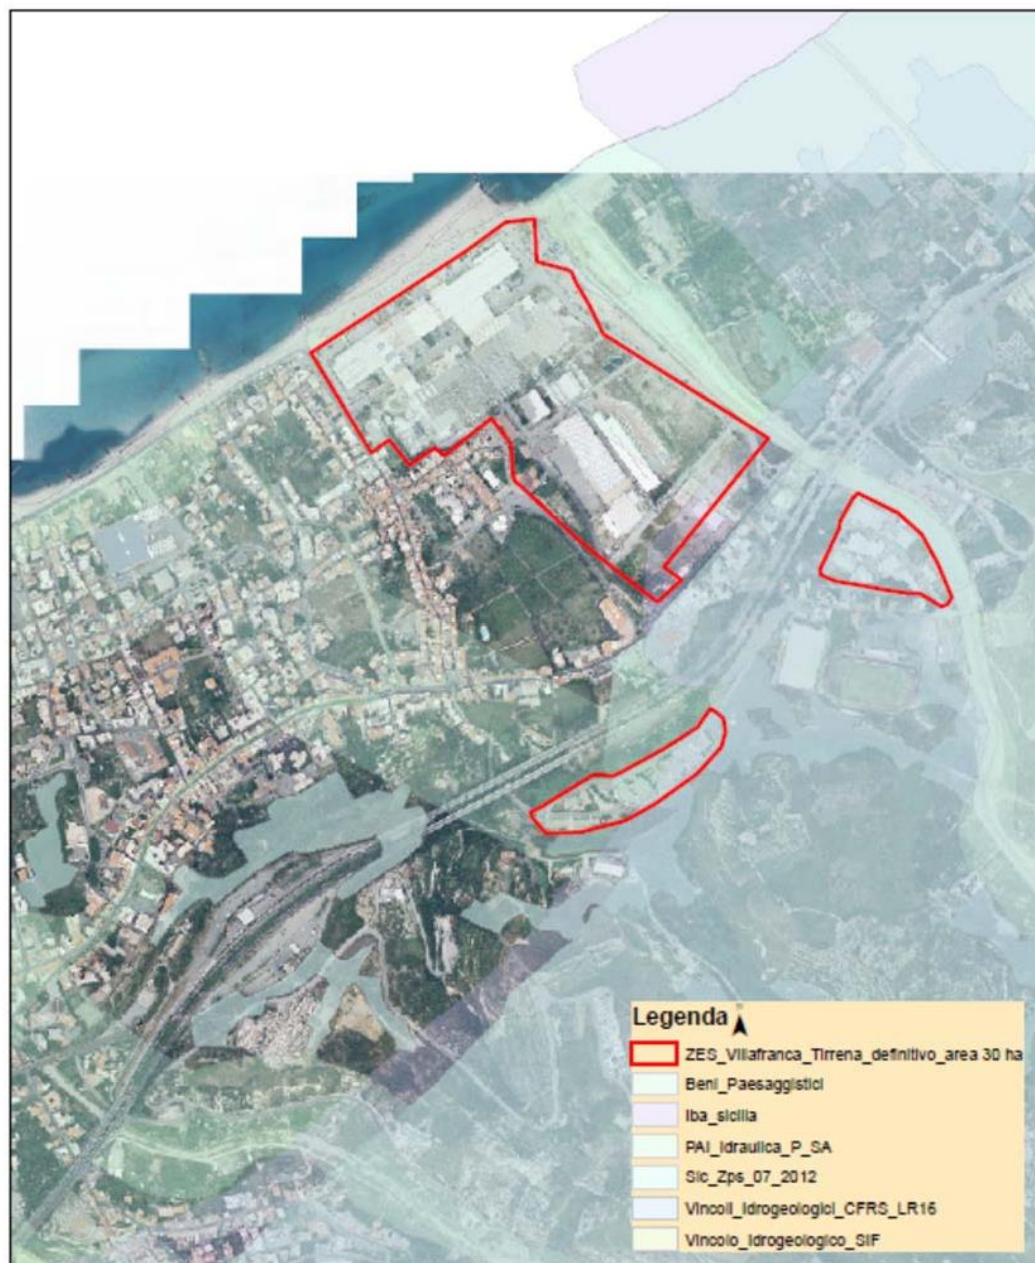 Legenda
ZES_Villafranca_Tirrena_definitivo_area 30 ha
Beni_Paesaggistici
Iba_sicilia
PAI_Idraulica_P_SA
Sic_Zps_07_2012
Vincoli_Idrogeologici_CFRS_LR16
Vincolo_Idrogeologico_SIF